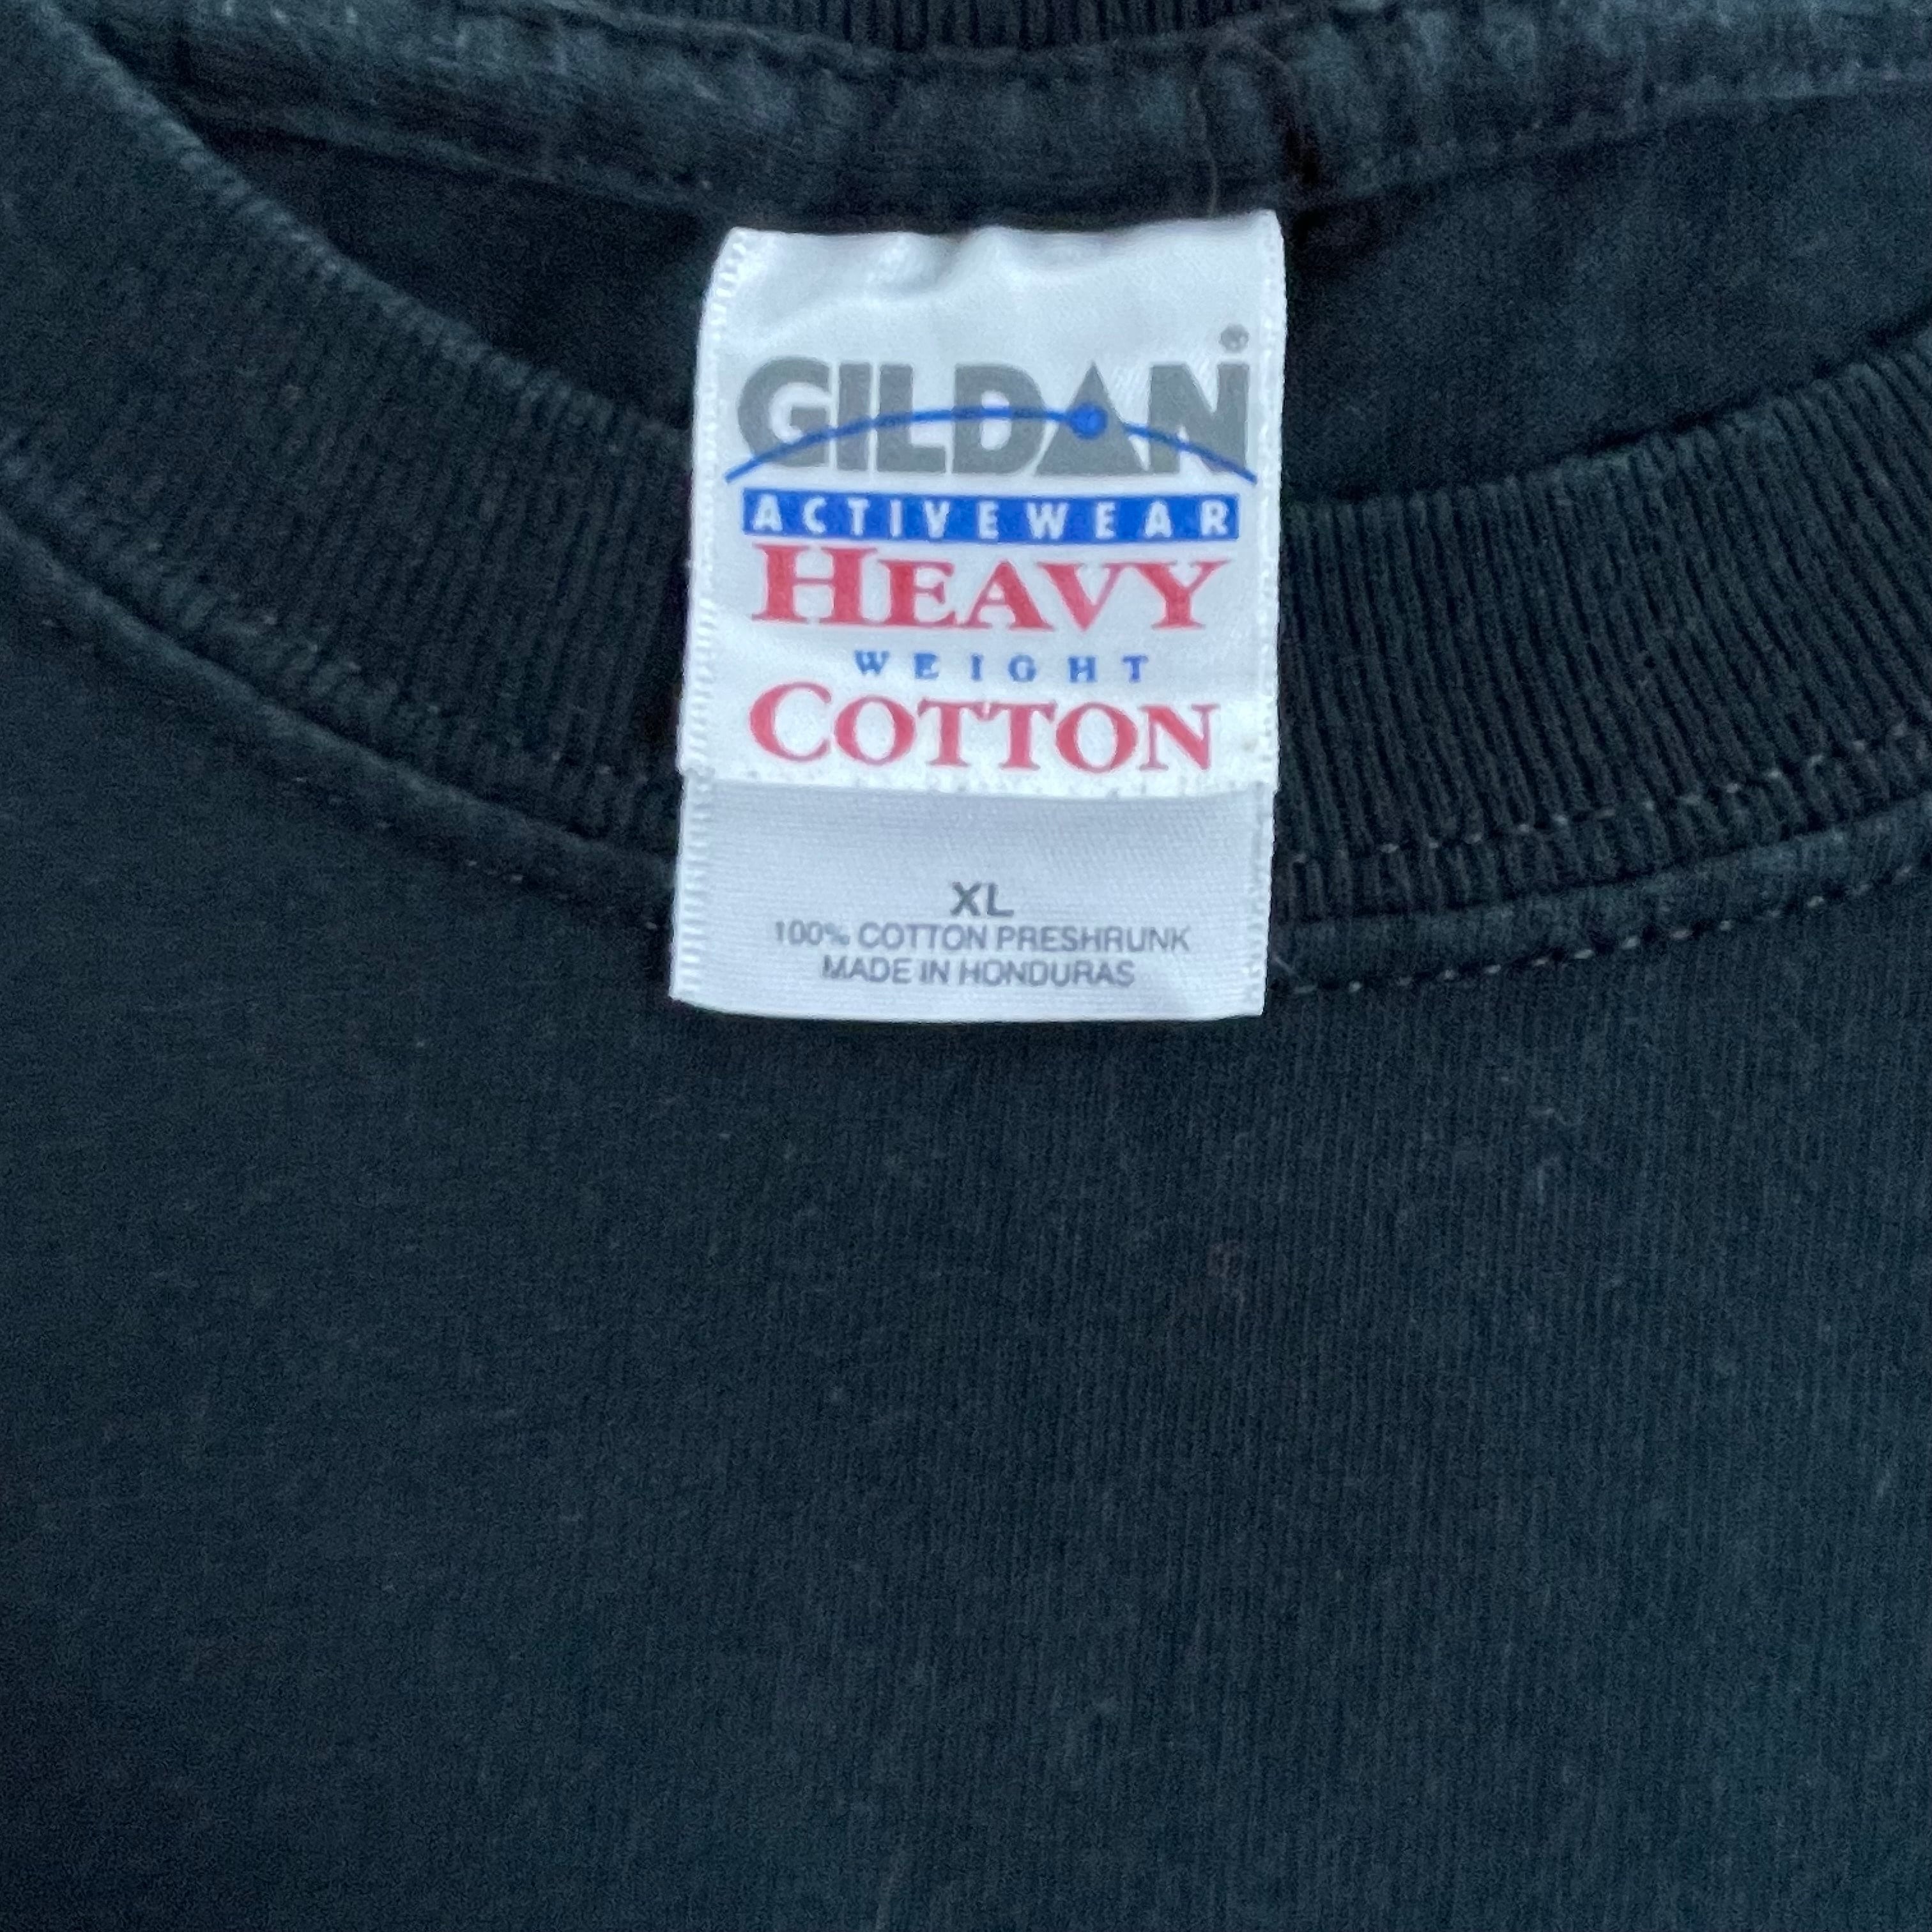 GILDAN®
ACTIVEWEAR
HEAVY
WEIGHT
COTTON
XL
100% COTTON PRESHRUNK
MADE IN HONDURAS